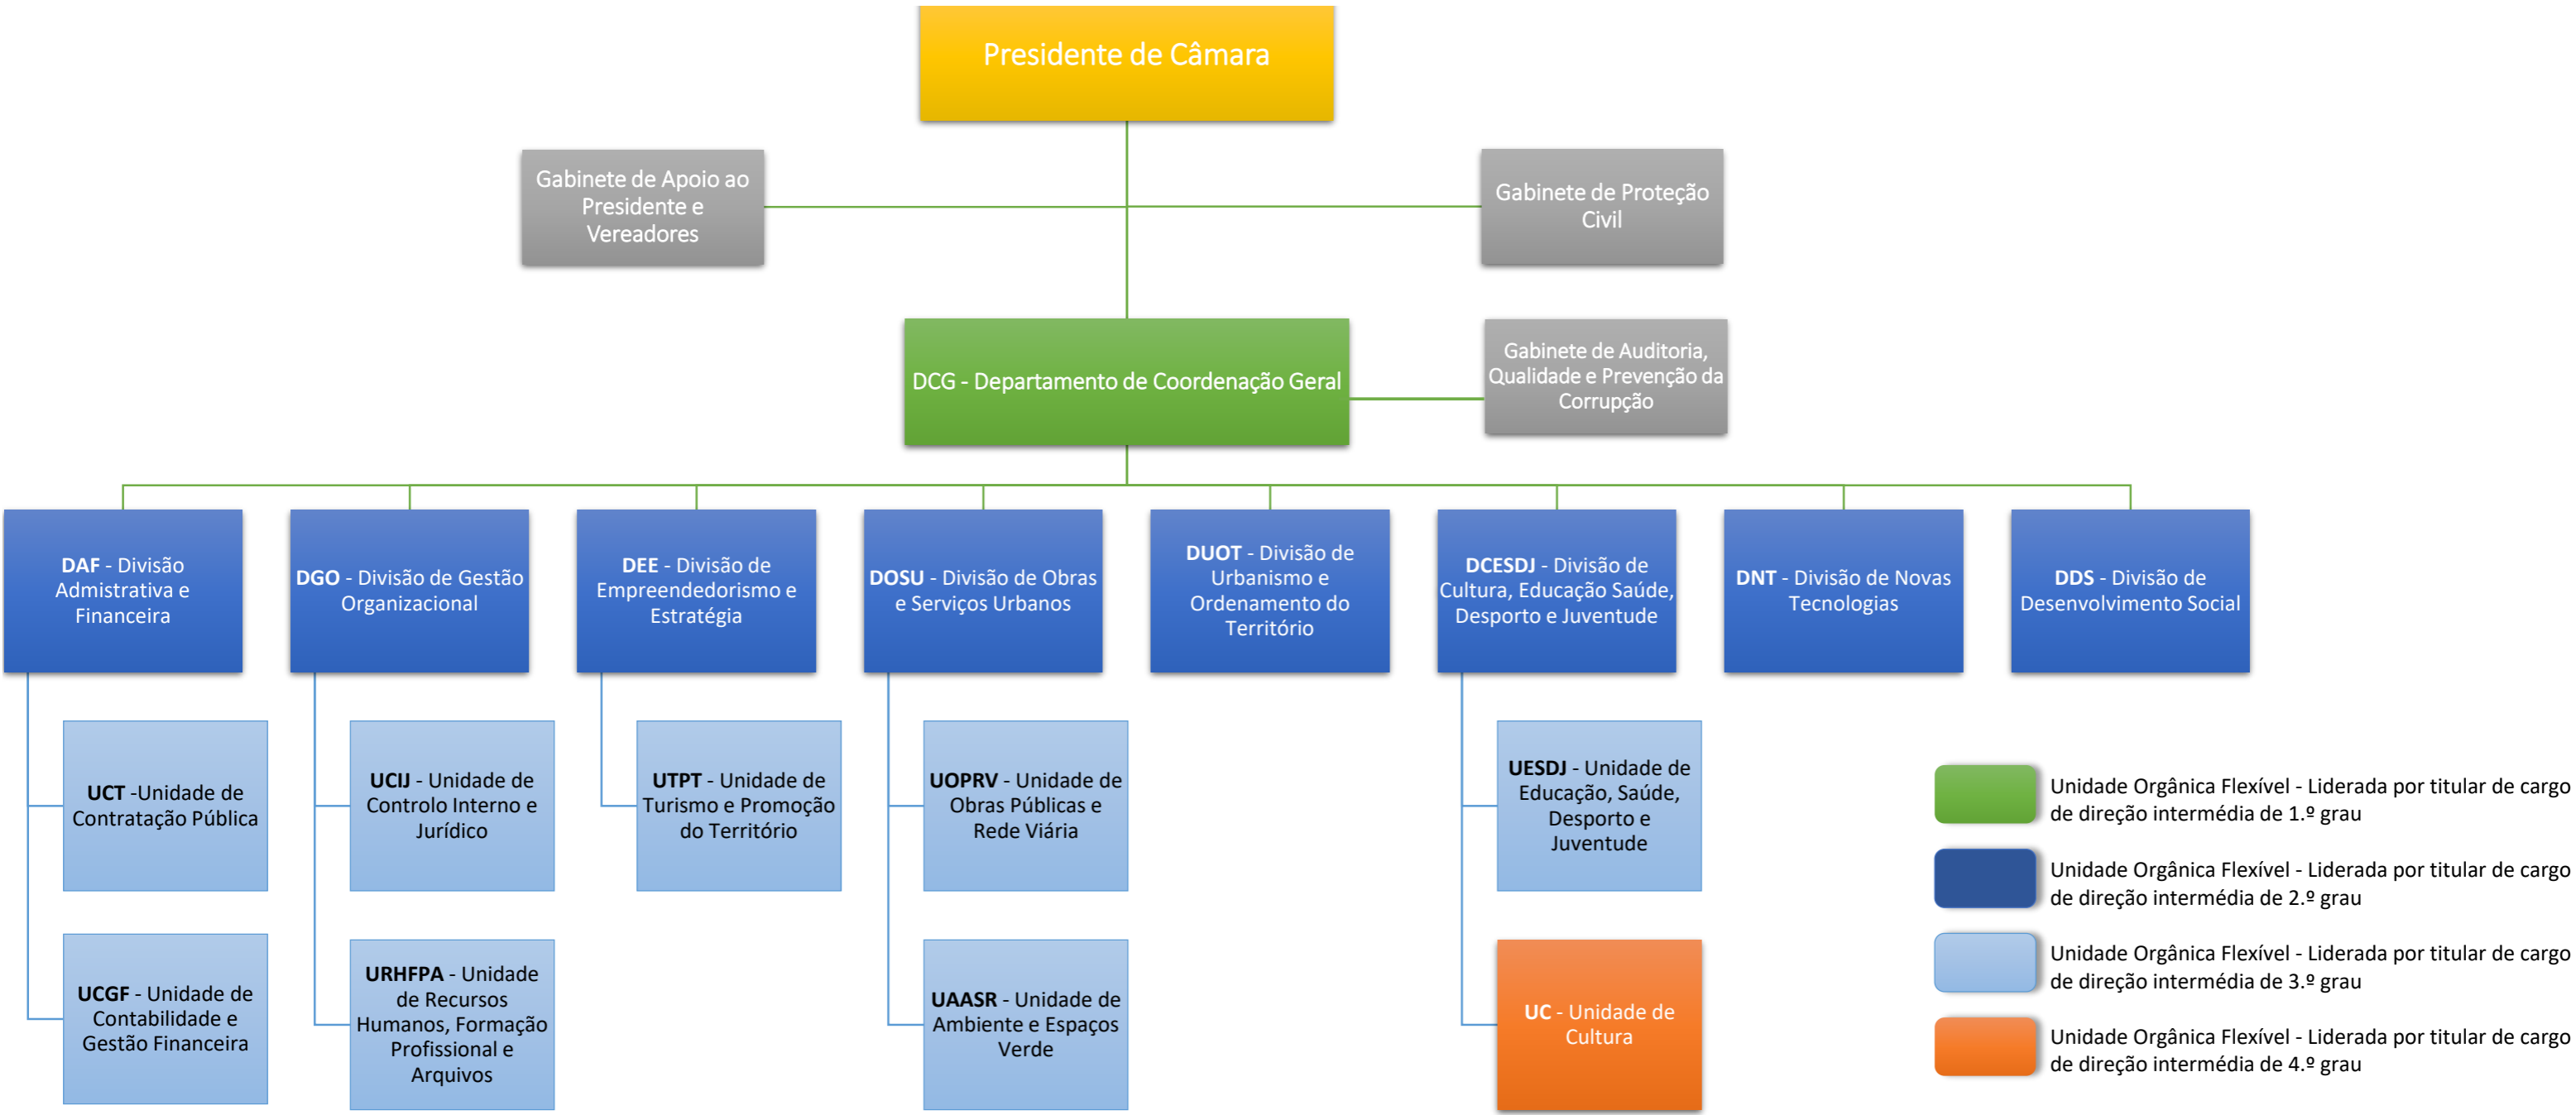 Presidente de Câmara
Gabinete de Apoio ao
Presidente e
Vereadores
Gabinete de Proteção
Civil
DCG - Departamento de Coordenação Geral
Gabinete de Auditoria,
Qualidade e Prevenção da
Corrupção
DAF - Divisão
Admistrativa e
Financeira
DGO - Divisão de Gestão
Organizacional
DEE - Divisão de
Empreendedorismo e
Estratégia
DOSU - Divisão de Obras
e Serviços Urbanos
DUOT - Divisão de
Urbanismo e
Ordenamento do
Território
DCESDJ - Divisão de
Cultura, Educação Saúde,
Desporto e Juventude
DNT - Divisão de Novas
Tecnologias
DDS - Divisão de
Desenvolvimento Social
UCT -Unidade de
Contratação Pública
UCIJ - Unidade de
Controlo Interno e
Jurídico
UTPT - Unidade de
Turismo e Promoção
do Território
UOPRV - Unidade de
Obras Públicas e
Rede Viária
UESDJ - Unidade de
Educação, Saúde,
Desporto e
Juventude
UCGF - Unidade de
Contabilidade e
Gestão Financeira
URHFPA - Unidade
de Recursos
Humanos, Formação
Profissional e
Arquivos
UAASR - Unidade de
Ambiente e Espaços
Verde
UC - Unidade de
Cultura
Unidade Orgânica Flexível - Liderada por titular de cargo
de direção intermédia de 1.º grau
Unidade Orgânica Flexível - Liderada por titular de cargo
de direção intermédia de 2.º grau
Unidade Orgânica Flexível - Liderada por titular de cargo
de direção intermédia de 3.º grau
Unidade Orgânica Flexível - Liderada por titular de cargo
de direção intermédia de 4.º grau